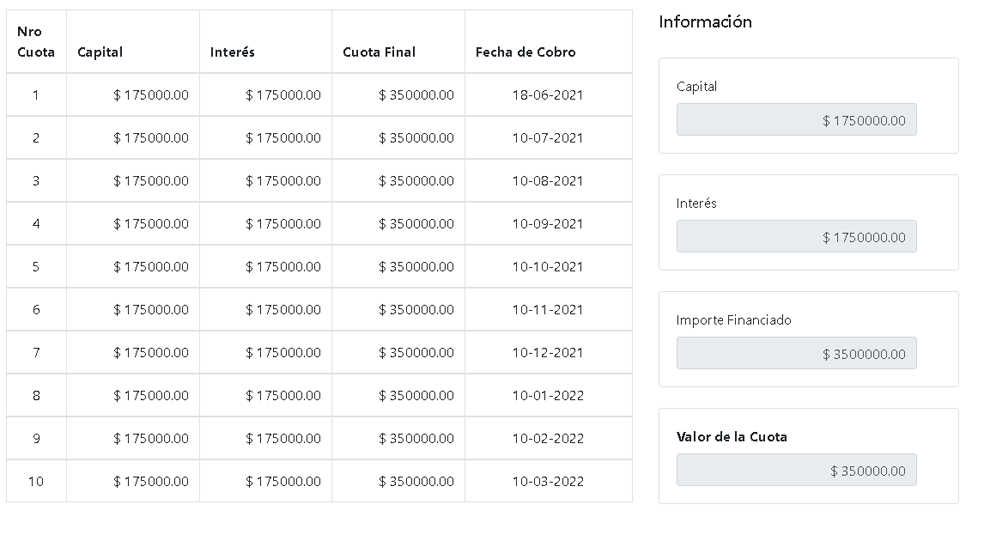 Nro Cuota Capital Interés Cuota Final Fecha de Cobro
1 $ 175000.00 $ 175000.00 $ 350000.00 18-06-2021
2 $ 175000.00 $ 175000.00 $ 350000.00 10-07-2021
3 $ 175000.00 $ 175000.00 $ 350000.00 10-08-2021
4 $ 175000.00 $ 175000.00 $ 350000.00 10-09-2021
5 $ 175000.00 $ 175000.00 $ 350000.00 10-10-2021
6 $ 175000.00 $ 175000.00 $ 350000.00 10-11-2021
7 $ 175000.00 $ 175000.00 $ 350000.00 10-12-2021
8 $ 175000.00 $ 175000.00 $ 350000.00 10-01-2022
9 $ 175000.00 $ 175000.00 $ 350000.00 10-02-2022
10 $ 175000.00 $ 175000.00 $ 350000.00 10-03-2022
Información
Capital
$ 1750000.00
Interés
$ 1750000.00
Importe Financiado
$ 3500000.00
Valor de la Cuota
$ 350000.00